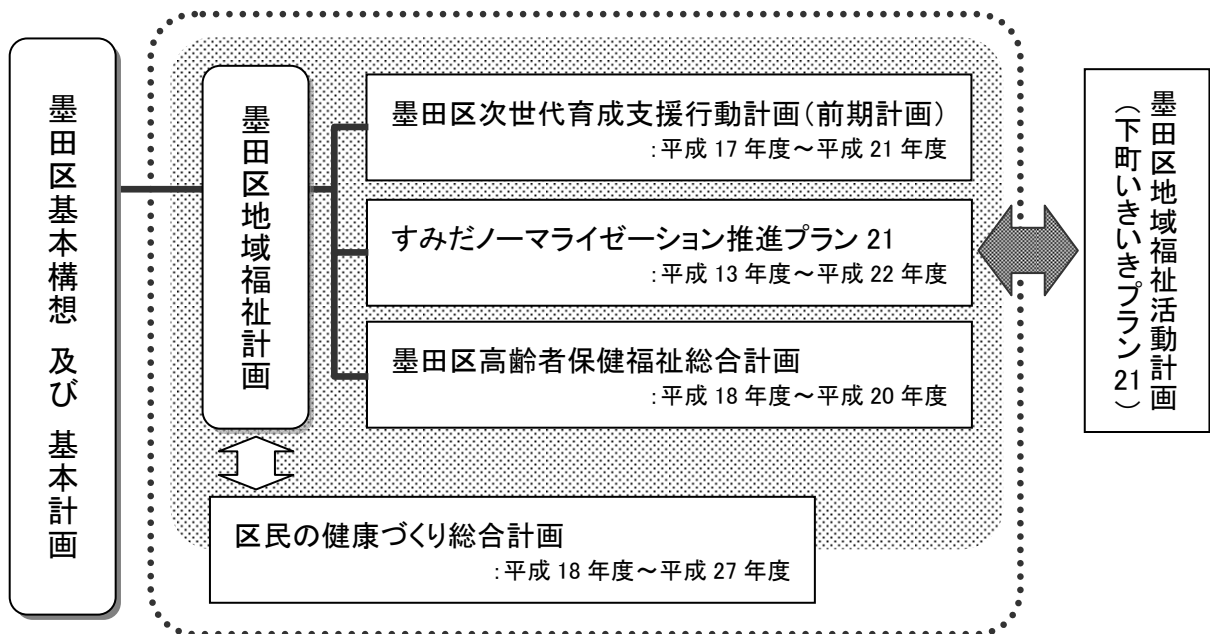 墨田区基本構想 及び 基本計画
墨田区地域福祉計画
墨田区次世代育成支援行動計画(前期計画)
:平成 17 年度～平成 21 年度
すみだノーマライゼーション推進プラン 21
:平成 13 年度～平成 22 年度
墨田区高齢者保健福祉総合計画
:平成 18 年度～平成 20 年度
区民の健康づくり総合計画
:平成 18 年度～平成 27 年度
墨田区地域福祉活動計画
(下町いきいきプラン 21)